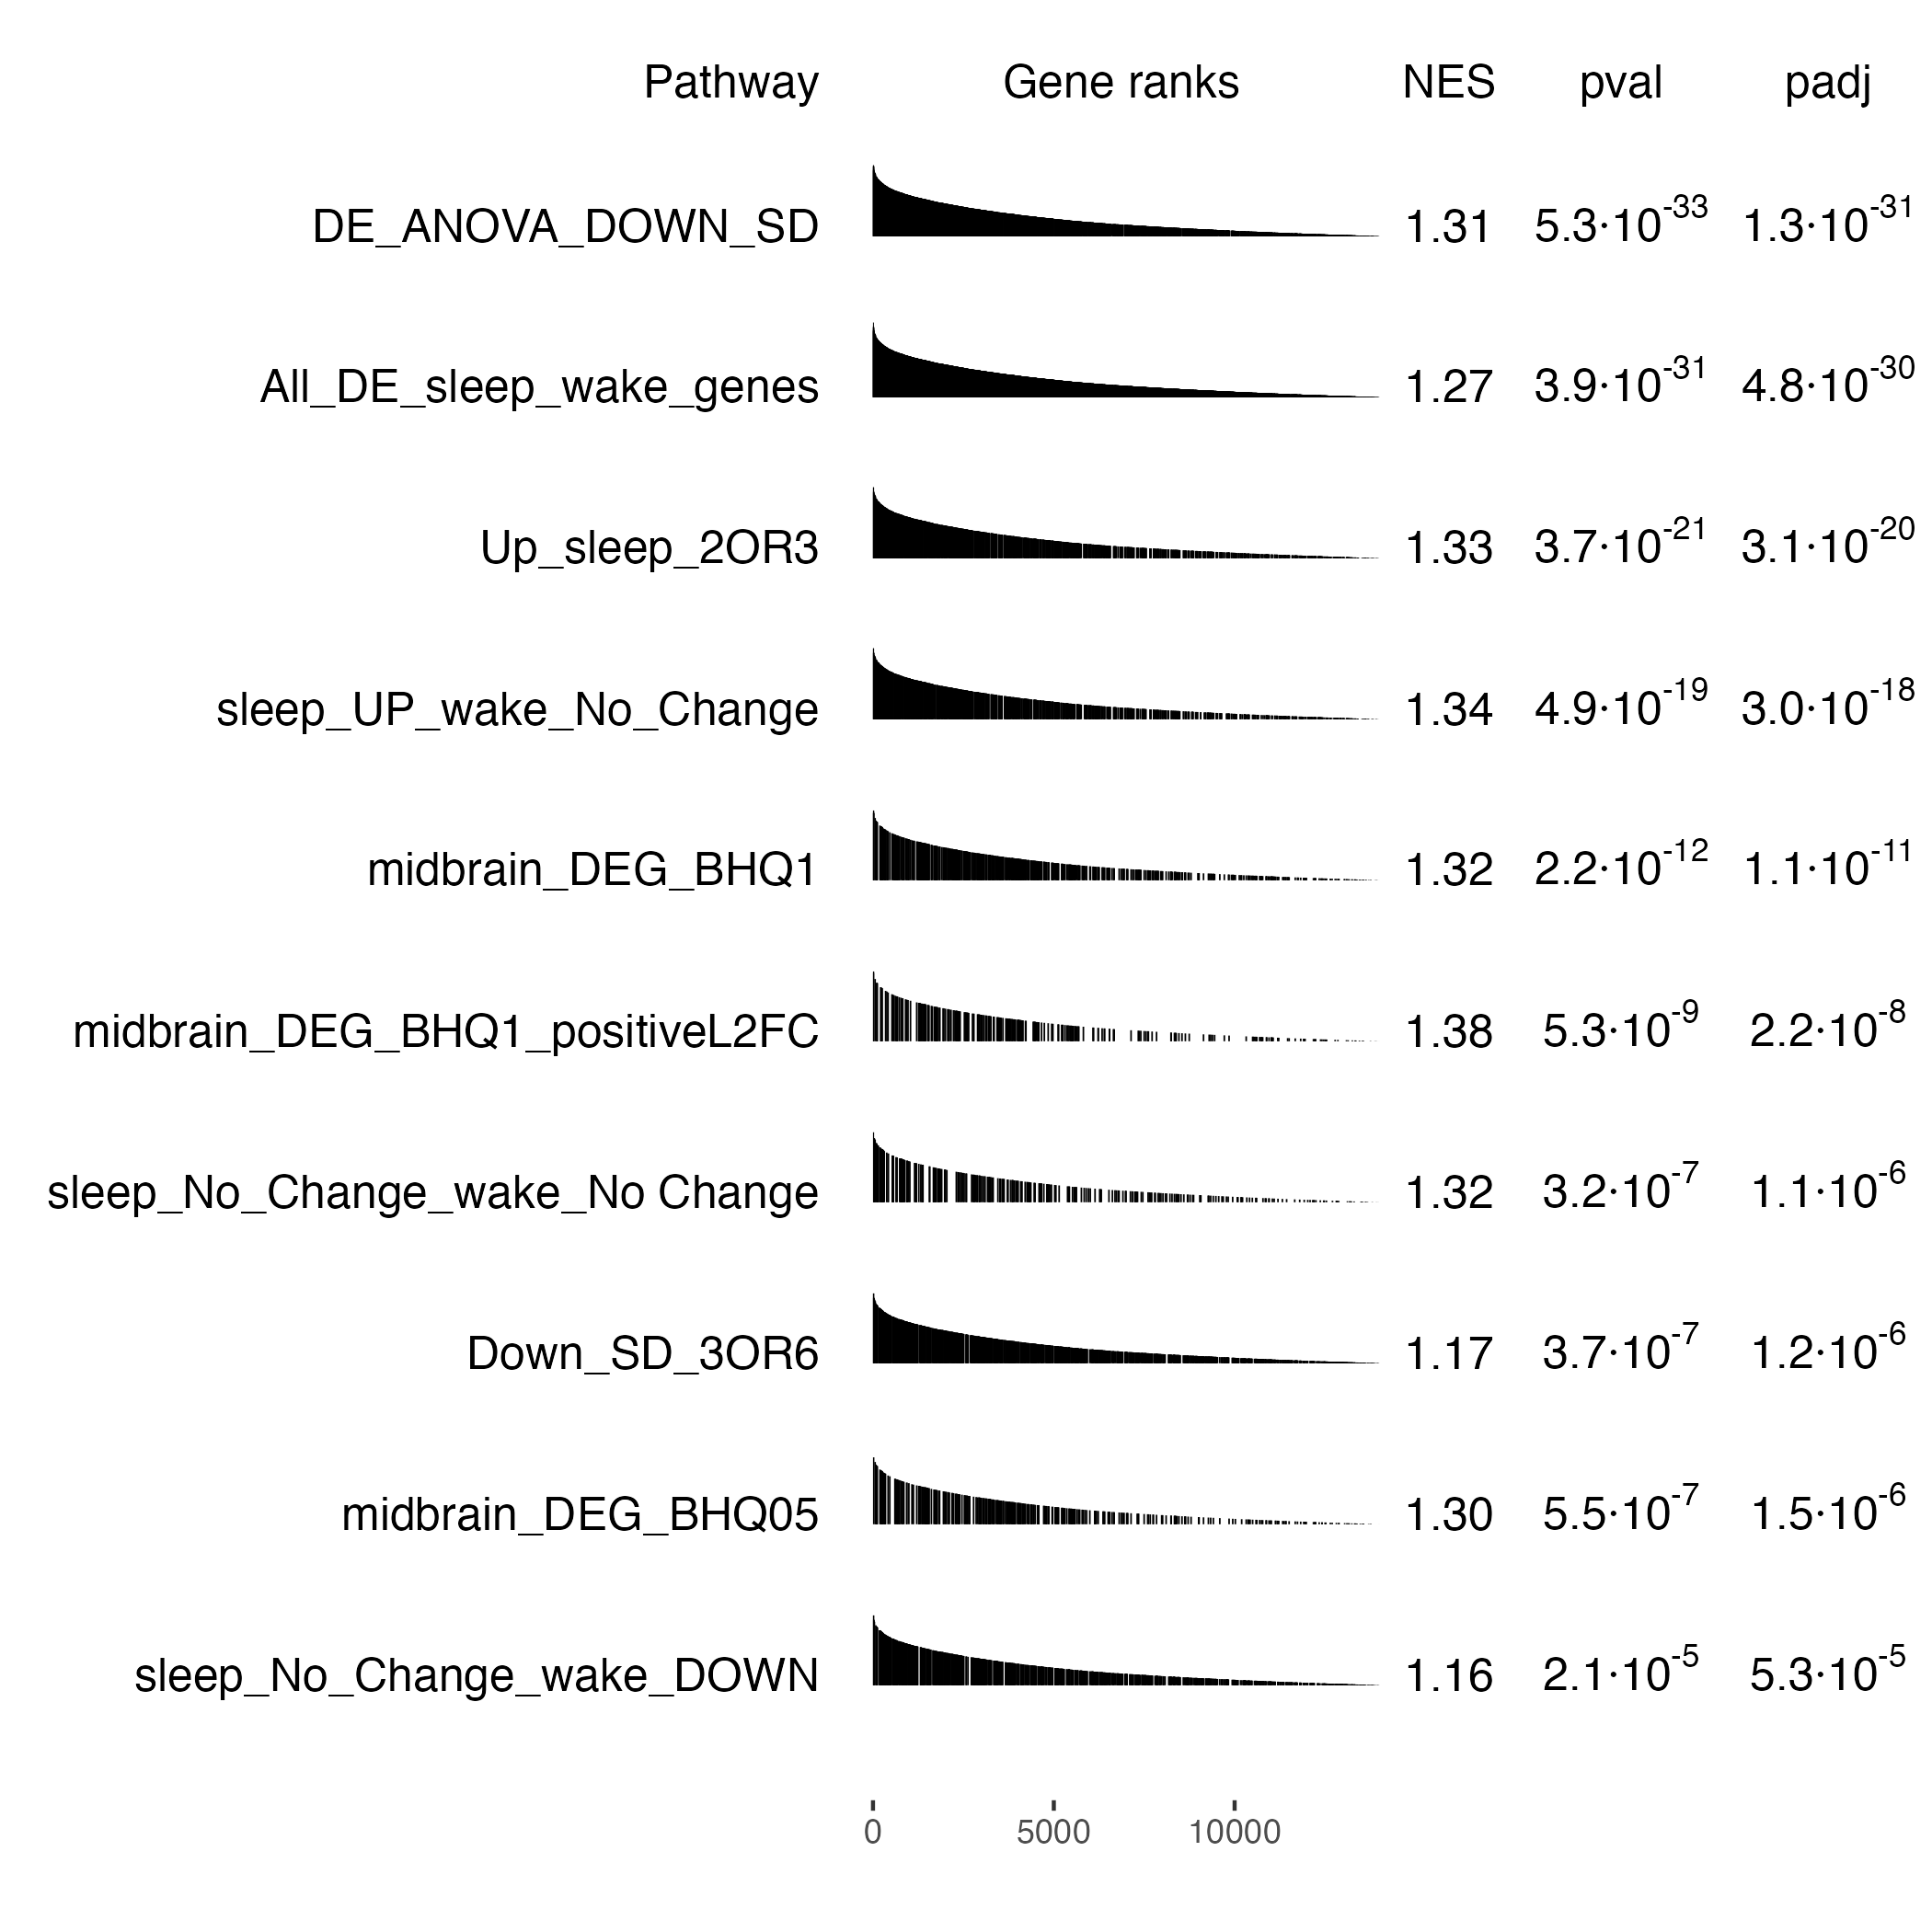 Pathway Gene ranks NES pval padj
DE_ANOVA_DOWN_SD 1.31 5.3·10^-33 1.3·10^-31
All_DE_sleep_wake_genes 1.27 3.9·10^-31 4.8·10^-30
Up_sleep_2OR3 1.33 3.7·10^-21 3.1·10^-20
sleep_UP_wake_No_Change 1.34 4.9·10^-19 3.0·10^-18
midbrain_DEG_BHQ1 1.32 2.2·10^-12 1.1·10^-11
midbrain_DEG_BHQ1_positiveL2FC 1.38 5.3·10^-9 2.2·10^-8
sleep_No_Change_wake_No Change 1.32 3.2·10^-7 1.1·10^-6
Down_SD_3OR6 1.17 3.7·10^-7 1.2·10^-6
midbrain_DEG_BHQ05 1.30 5.5·10^-7 1.5·10^-6
sleep_No_Change_wake_DOWN 1.16 2.1·10^-5 5.3·10^-5
0 5000 10000